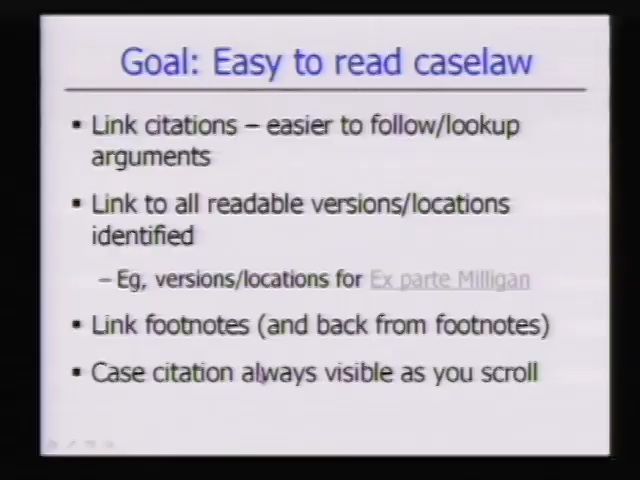 Goal: Easy to read caselaw
▪ Link citations – easier to follow/lookup
arguments
▪ Link to all readable versions/locations
identified
– Eg, versions/locations for Ex parte Milligan
▪ Link footnotes (and back from footnotes)
▪ Case citation always visible as you scroll